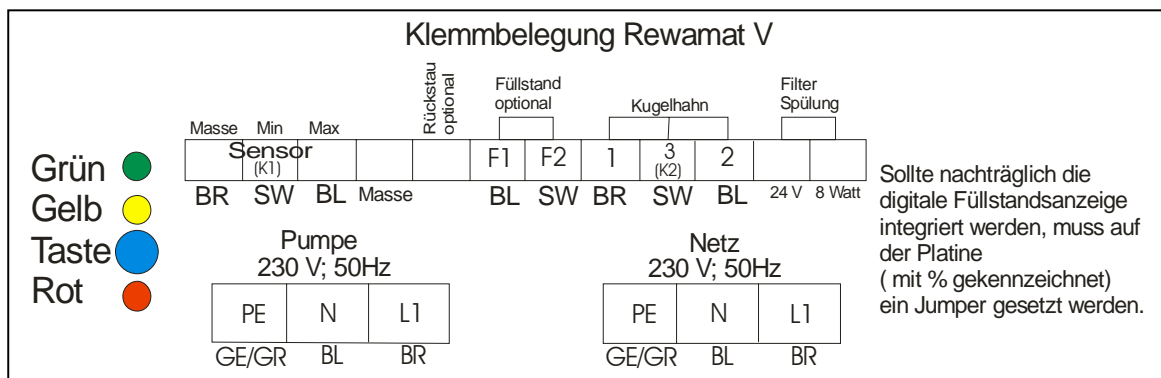 Klemmbelegung Rewamat V
Rückstau
optional
Füllstand
optional
Kugelhahn
Filter
Spülung
Masse Min Max
Sensor
(K1)
F1 F2 1 3 2
(K2)
BR SW BL Masse BL SW BR SW BL 24 V 8 Watt
Grün
Gelb
Taste
Rot
Pumpe
230 V; 50Hz
PE N L1
GE/GR BL BR
Netz
230 V; 50Hz
PE N L1
GE/GR BL BR
Sollte nachträglich die
digitale Füllstandsanzeige
integriert werden, muss auf
der Platine
( mit % gekennzeichnet)
ein Jumper gesetzt werden.